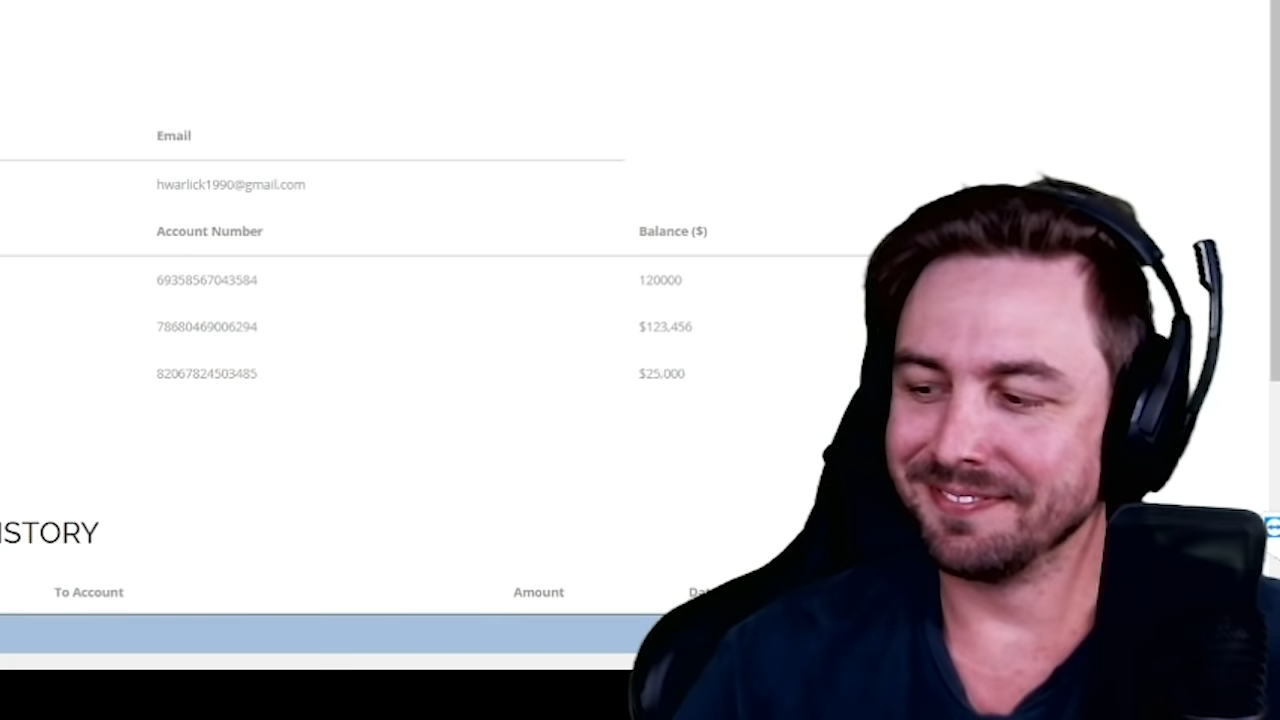 Email
hwarlick1990@gmail.com
Account Number Balance ($)
69358567043584 120000
78680469006294 $123,456
82067824503485 $25,000
ISTORY
To Account Amount Dat